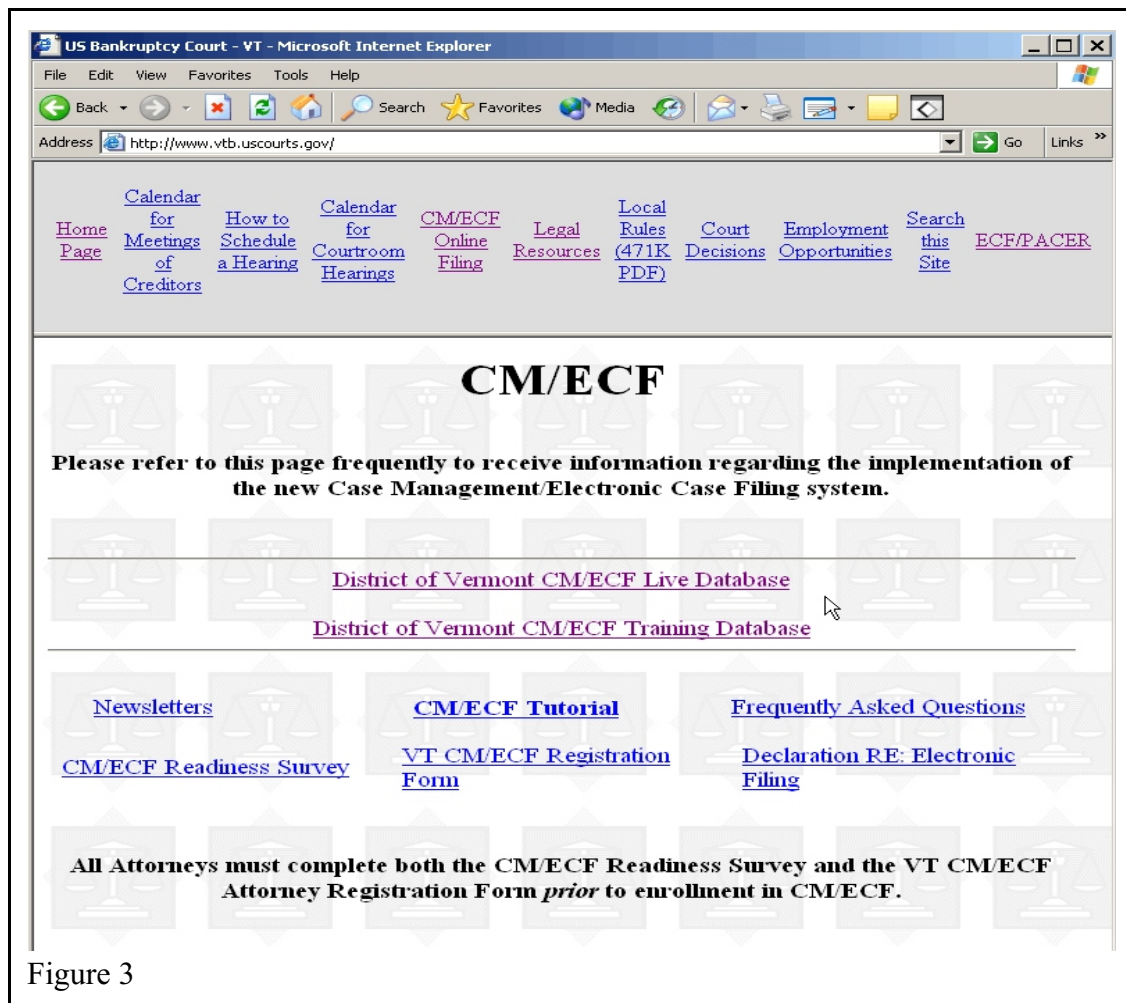 US Bankruptcy Court - VT - Microsoft Internet Explorer
File Edit View Favorites Tools Help
Back Search Favorites Media
Address http://www.vtb.uscourts.gov/ Go Links »
Home
Page
Calendar
for
Meetings
of
Creditors
How to
Schedule
a Hearing
Calendar
for
Courtroom
Hearings
CM/ECF
Online
Filing
Legal
Resources
Local
Rules
(471K
PDF)
Court
Decisions
Employment
Opportunities
Search
this
Site
ECF/PACER
CM/ECF
Please refer to this page frequently to receive information regarding the implementation of
the new Case Management/Electronic Case Filing system.
District of Vermont CM/ECF Live Database
District of Vermont CM/ECF Training Database
Newsletters CM/ECF Tutorial Frequently Asked Questions
CM/ECF Readiness Survey
VT CM/ECF Registration
Form
Declaration RE: Electronic
Filing
All Attorneys must complete both the CM/ECF Readiness Survey and the VT CM/ECF
Attorney Registration Form prior to enrollment in CM/ECF.
Figure 3